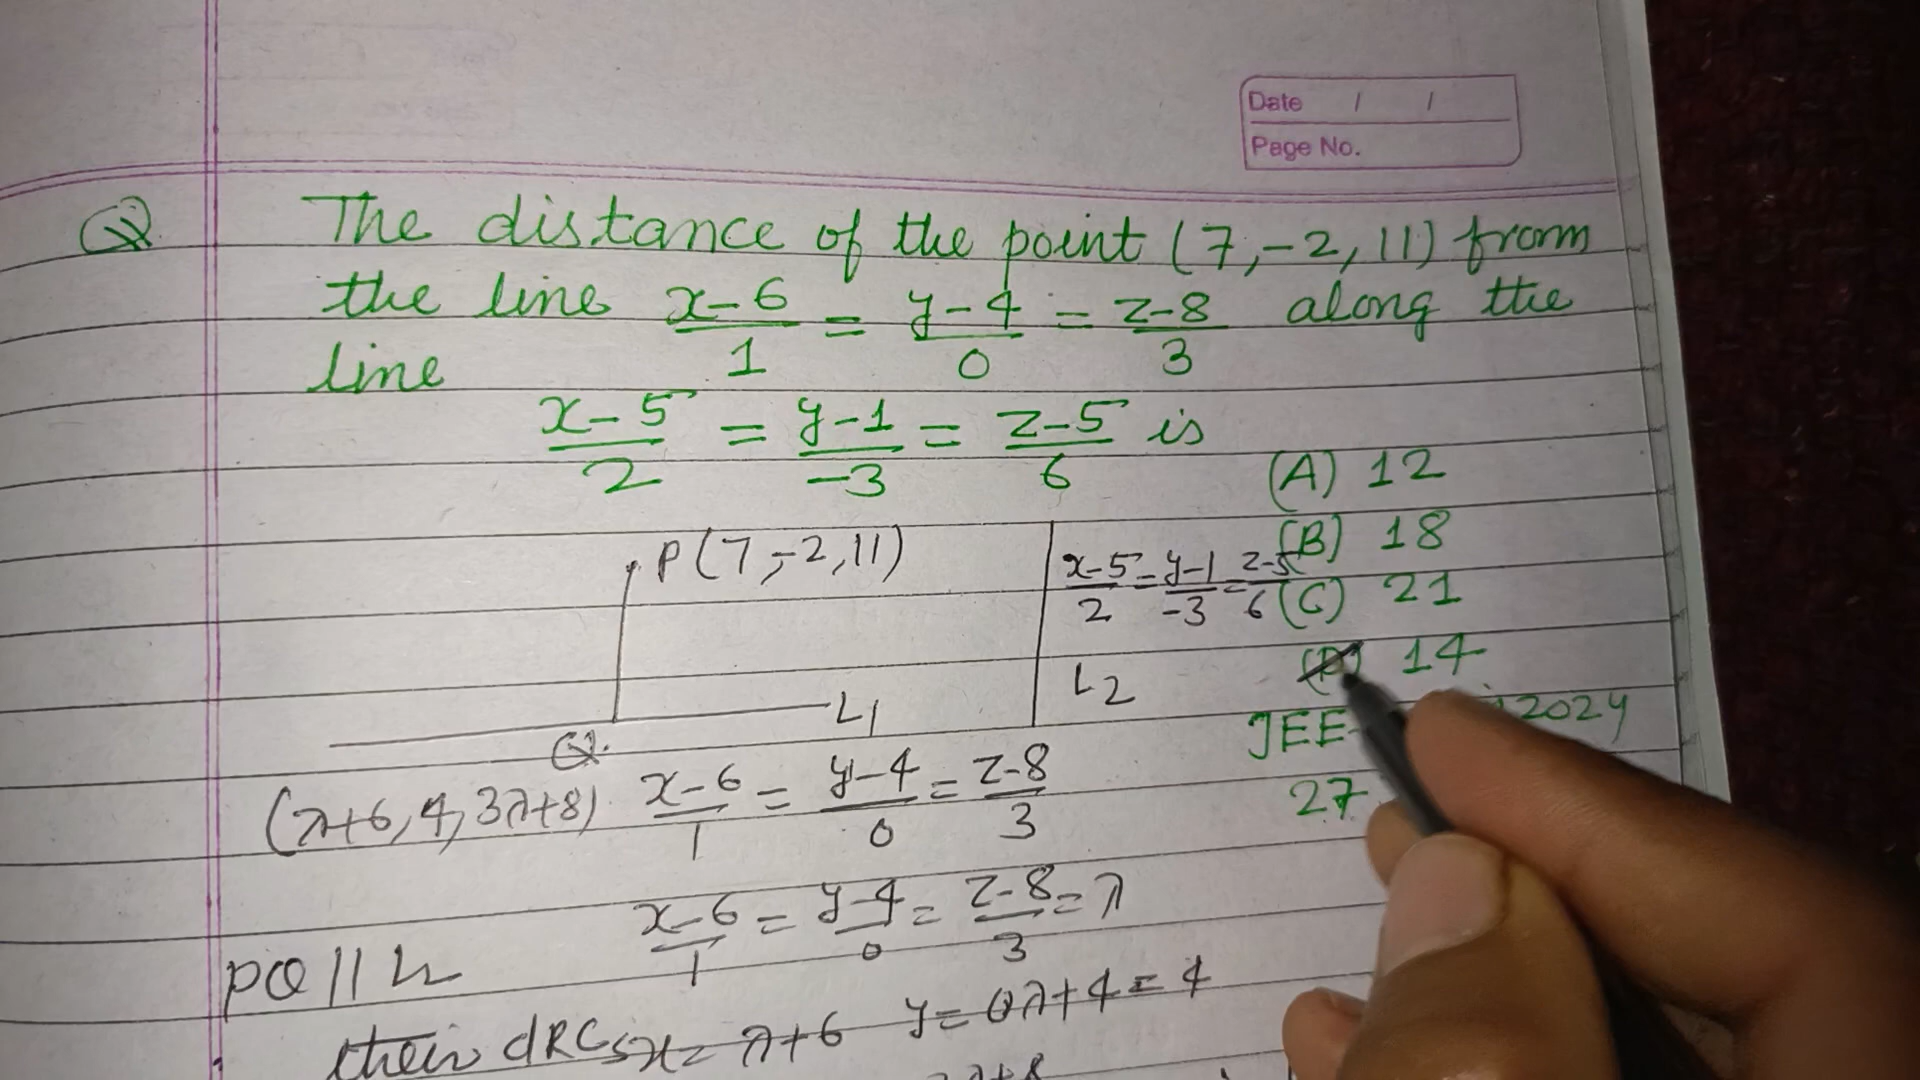 Date / /
Page No.
Q The distance of the point (7,-2,11) from
the line x-6/1 = y-4/0 = z-8/3 along the
line
x-5/2 = y-1/-3 = z-5/6 is
(A) 12
(B) 18
(C) 21
(D) 14
JEE 2024
27
P(7,-2,11)
x-5/2 = y-1/-3 = z-5/6
L2
L1
Q.
(λ+6, 4, 3λ+8) x-6/1 = y-4/0 = z-8/3
x-6/1 = y-4/0 = z-8/3 = λ
PQ ||
their dRCs x = λ+6 y = 0λ+4 = 4